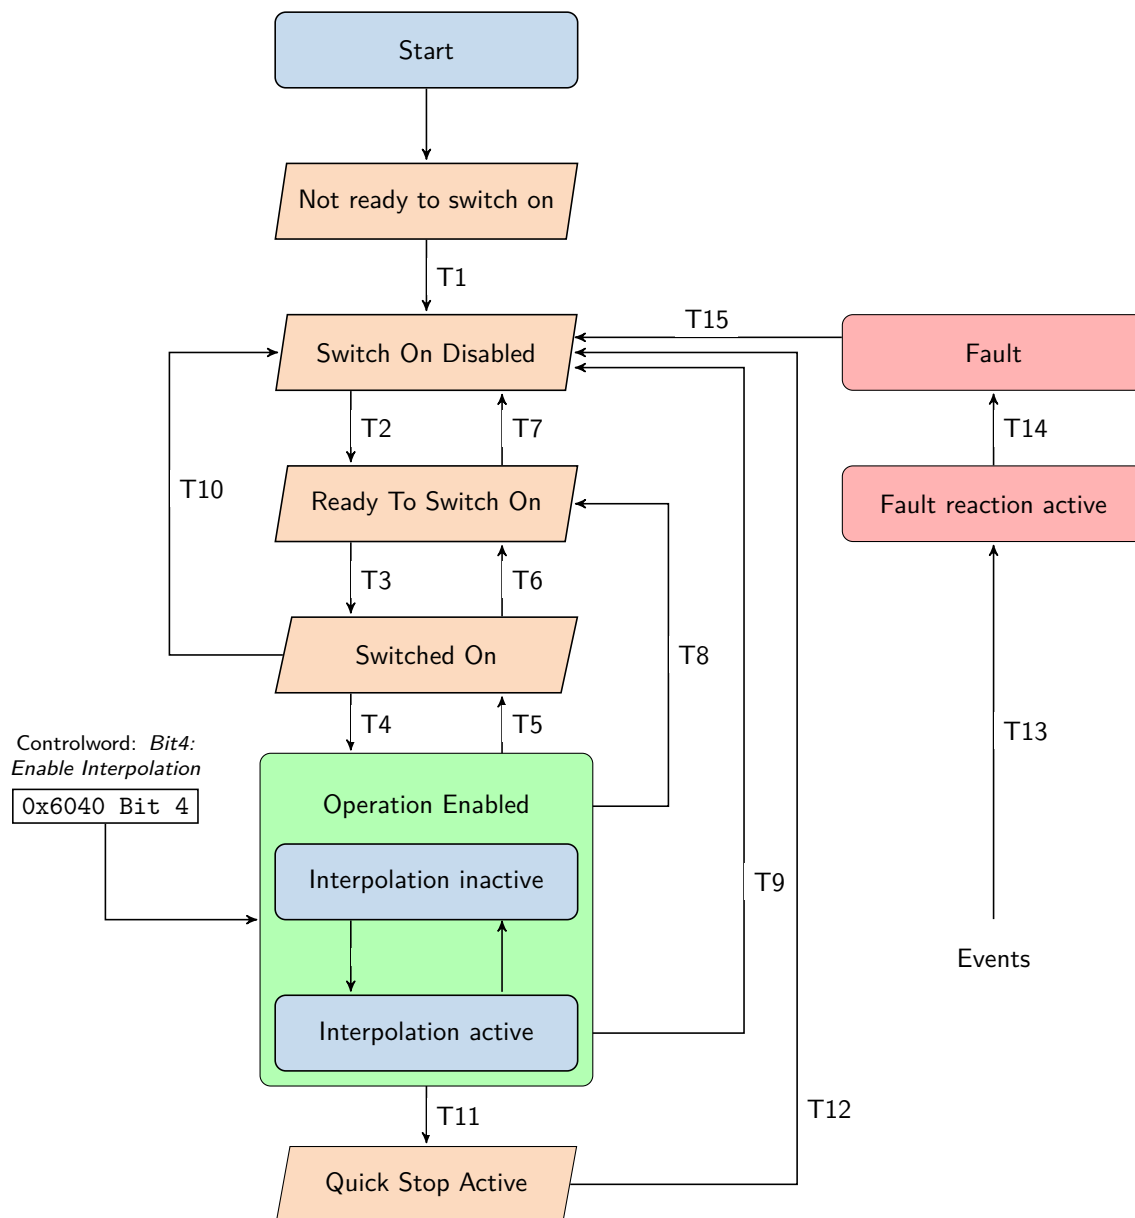 Start
Not ready to switch on
T1
T15
Switch On Disabled
Fault
T2
T7
T14
T10
Ready To Switch On
Fault reaction active
T3
T6
Switched On
T8
T4
T5
T13
Controlword: Bit4:
Enable Interpolation
0x6040 Bit 4
Operation Enabled
Interpolation inactive
T9
Events
Interpolation active
T11
T12
Quick Stop Active